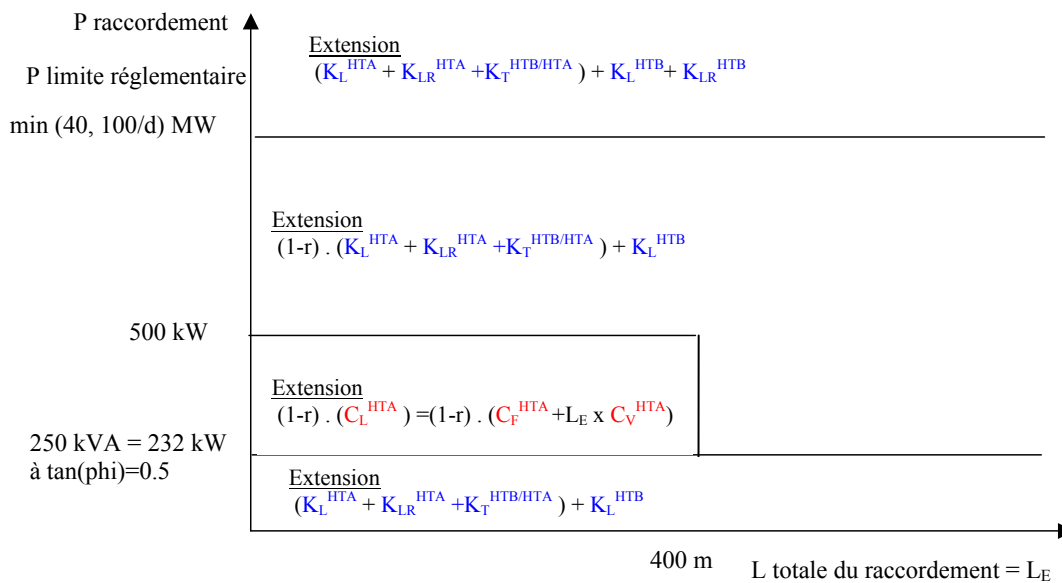 P raccordement
P limite réglementaire
min (40, 100/d) MW
Extension
(K_L^HTA + K_LR^HTA +K_T^HTB/HTA ) + K_L^HTB+ K_LR^HTB
Extension
(1-r) . (K_L^HTA + K_LR^HTA +K_T^HTB/HTA ) + K_L^HTB
500 kW
Extension
(1-r) . (C_L^HTA ) =(1-r) . (C_F^HTA +L_E x C_V^HTA)
250 kVA = 232 kW
à tan(phi)=0.5
Extension
(K_L^HTA + K_LR^HTA +K_T^HTB/HTA ) + K_L^HTB
400 m
L totale du raccordement = L_E